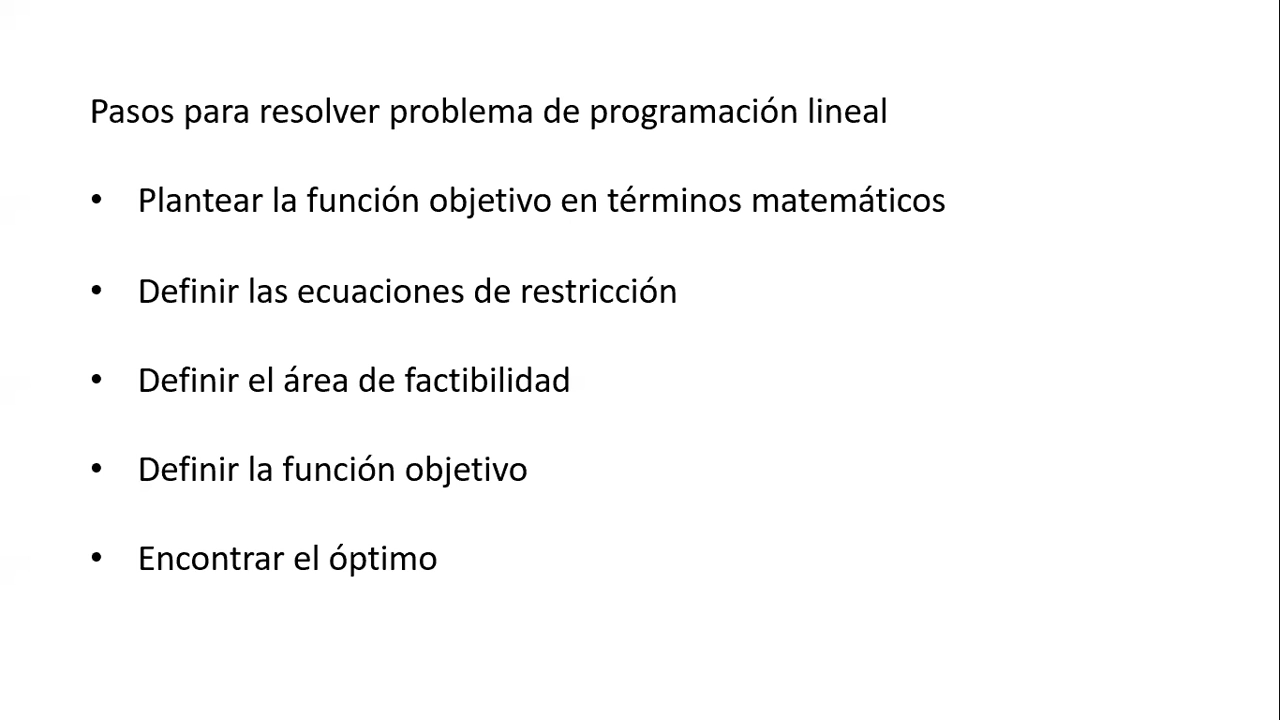 Pasos para resolver problema de programación lineal
• Plantear la función objetivo en términos matemáticos
• Definir las ecuaciones de restricción
• Definir el área de factibilidad
• Definir la función objetivo
• Encontrar el óptimo